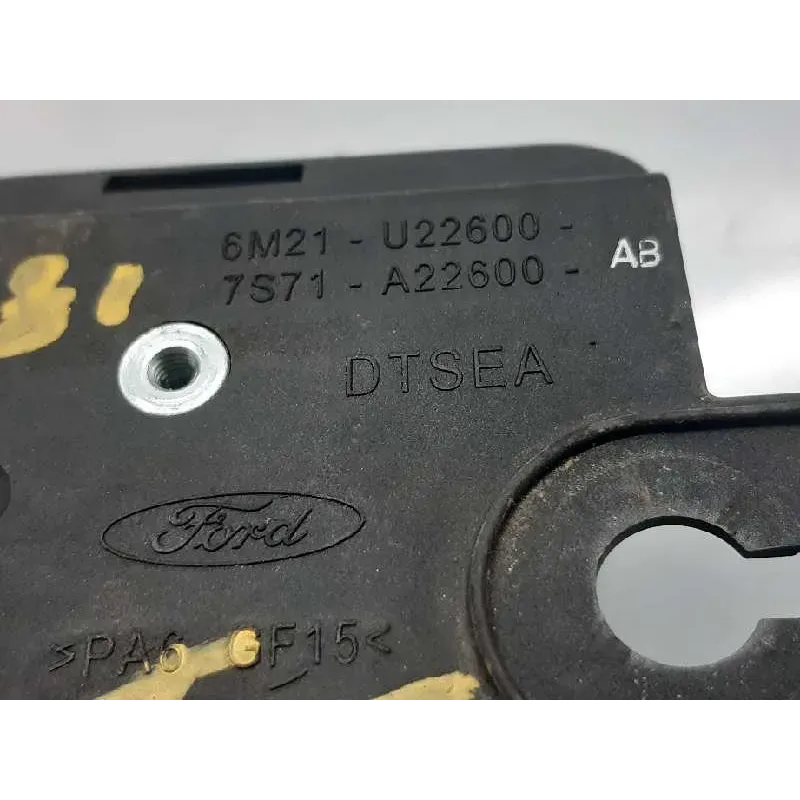 6M21 - U22600 -
7S71 - A22600 - AB
DTSEA
Ford
>PA6 GF15<